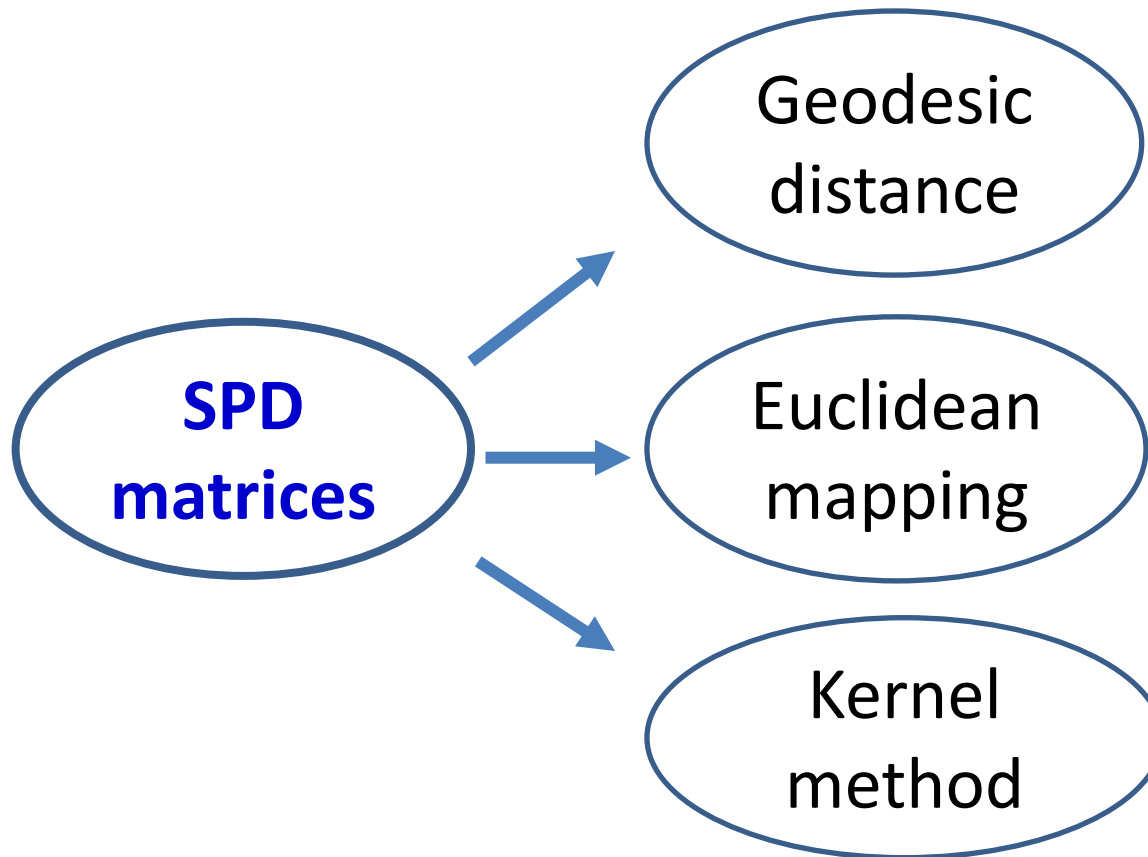 Geodesic
distance
SPD
matrices
Euclidean
mapping
Kernel
method